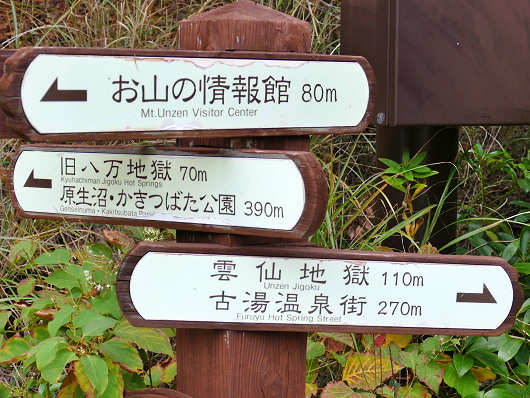 お山の情報館 80m
Mt.Unzen Visitor Center
旧八万地獄 70m
Kyuhachiman Jigoku Hot Springs
原生沼・かきつばた公園 390m
Genseinuma・Kakitsubata Park
雲仙地獄 110m
Unzen Jigoku
古湯温泉街 270m
Furuyu Hot Spring Street